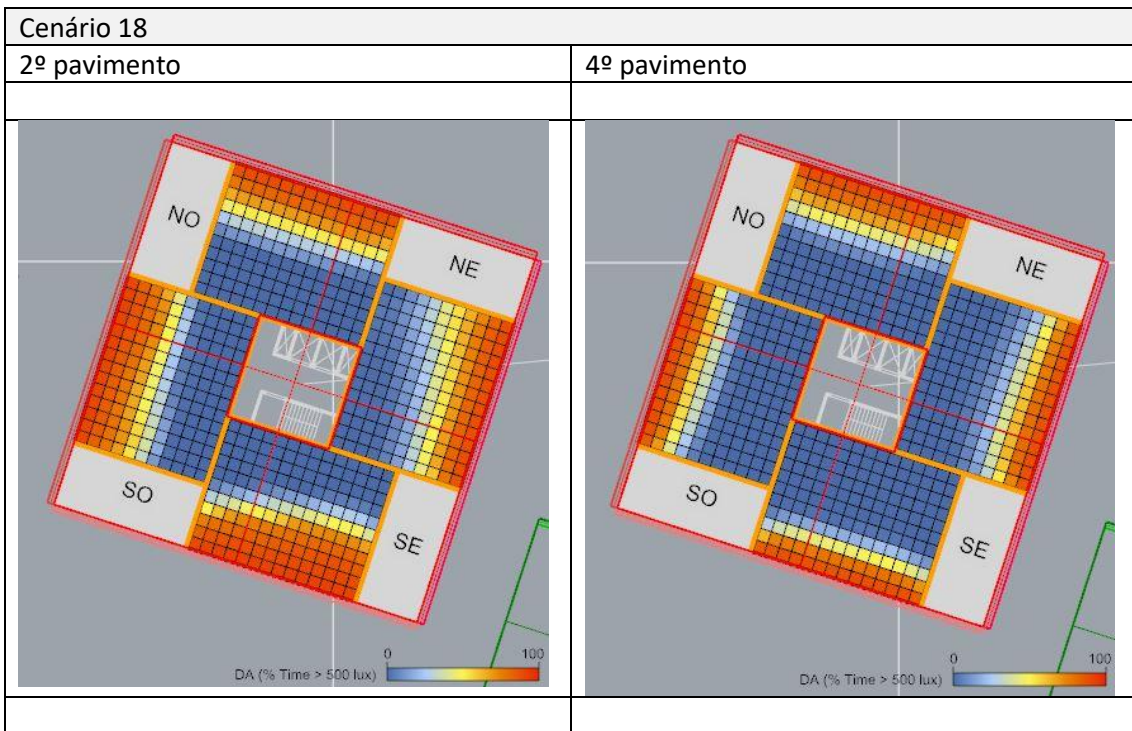 Cenário 18
2º pavimento
4º pavimento
NO
NE
SO
SE
0 100
DA (% Time > 500 lux)
NO
NE
SO
SE
0 100
DA (% Time > 500 lux)